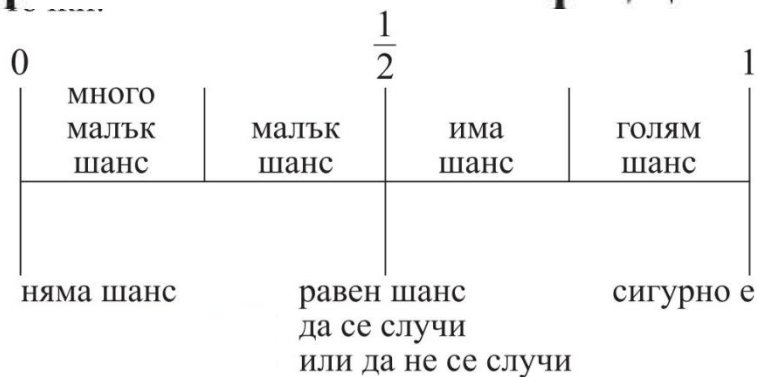 0 1/2 1
много малък шанс
малък шанс
има шанс
голям шанс
няма шанс
равен шанс да се случи или да не се случи
сигурно е